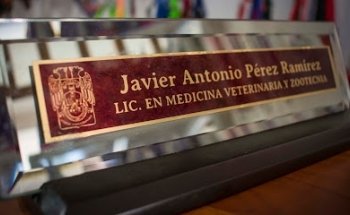 Javier Antonio Pérez Ramírez
LIC. EN MEDICINA VETERINARIA Y ZOOTECNIA